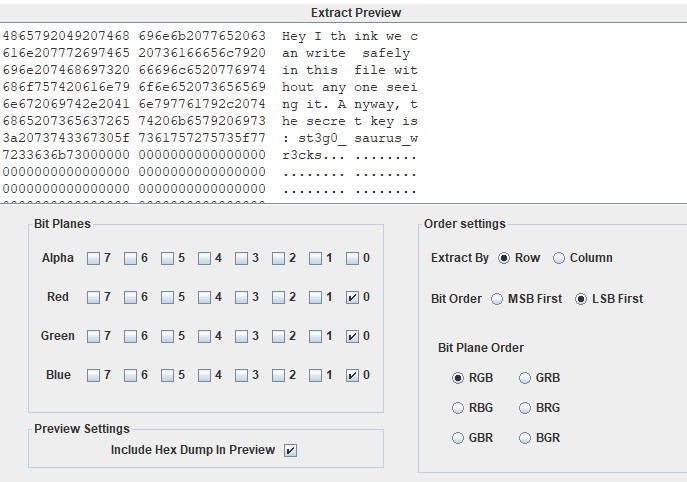 Extract Preview
4865792049207468 696e6b2077652063 Hey I th ink we c
616e207772697465 20736166656c7920 an write  safely 
696e207468697320 66696c6520776974 in this  file wit
686f757420616e79 6f6e652073656569 hout any one seei
6e672069742e2041 6e797761792c2074 ng it. A nyway, t
6865207365637265 74206b6579206973 he secre t key is
3a2073743367305f 7361757275735f77 : st3g0_ saurus_w
7233636b73000000 0000000000000000 r3cks... ........
0000000000000000 0000000000000000 ........ ........
0000000000000000 0000000000000000 ........ ........
Bit Planes
Alpha 7 6 5 4 3 2 1 0
Red 7 6 5 4 3 2 1 0
Green 7 6 5 4 3 2 1 0
Blue 7 6 5 4 3 2 1 0
Preview Settings
Include Hex Dump In Preview
Order settings
Extract By Row Column
Bit Order MSB First LSB First
Bit Plane Order
RGB GRB
RBG BRG
GBR BGR